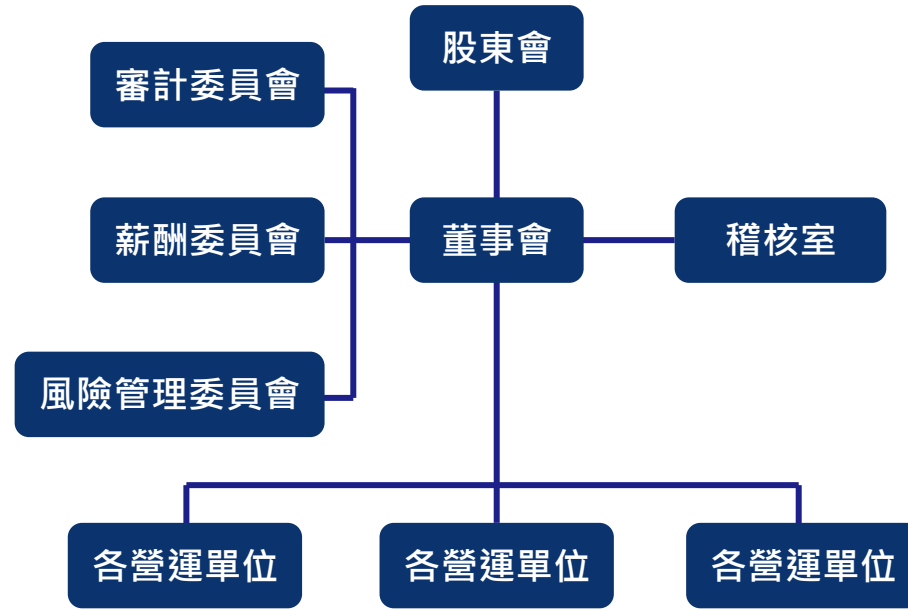 股東會
審計委員會
薪酬委員會
董事會
稽核室
風險管理委員會
各營運單位
各營運單位
各營運單位